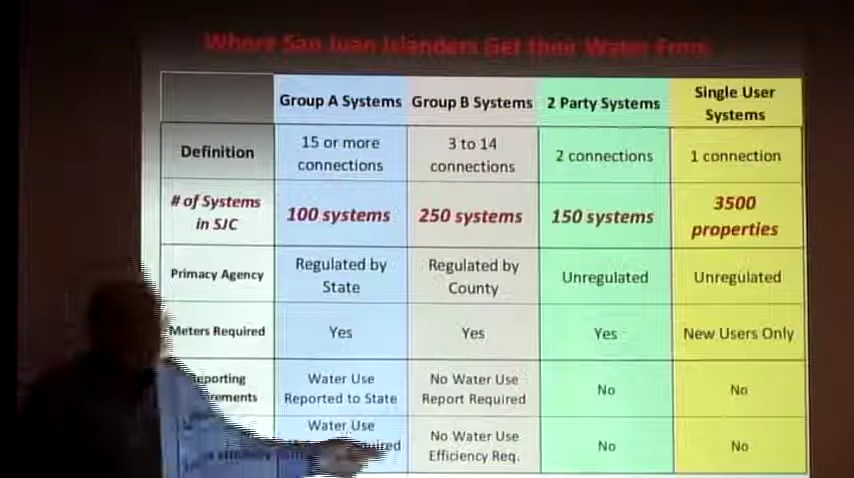 Where San Juan Islanders Get their Water From
Group A Systems
Group B Systems
2 Party Systems
Single User
Systems
Definition
15 or more
connections
3 to 14
connections
2 connections
1 connection
# of Systems
in SJC
100 systems
250 systems
150 systems
3500
properties
Primacy Agency
Regulated by
State
Regulated by
County
Unregulated
Unregulated
Meters Required
Yes
Yes
Yes
New Users Only
Water Use
Reported to State
No Water Use
Report Required
No
No
Water Use
No Water Use
Efficiency Req.
No
No